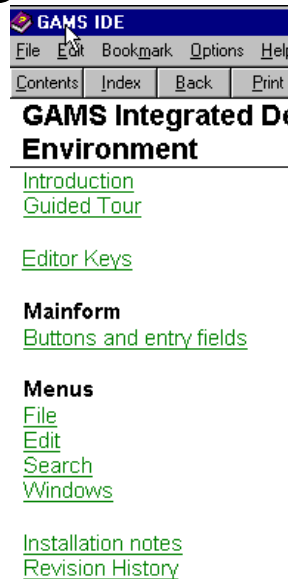 GAMS IDE
File Edit Bookmark Options Help
Contents Index Back Print
GAMS Integrated De
Environment
Introduction
Guided Tour
Editor Keys
Mainform
Buttons and entry fields
Menus
File
Edit
Search
Windows
Installation notes
Revision History